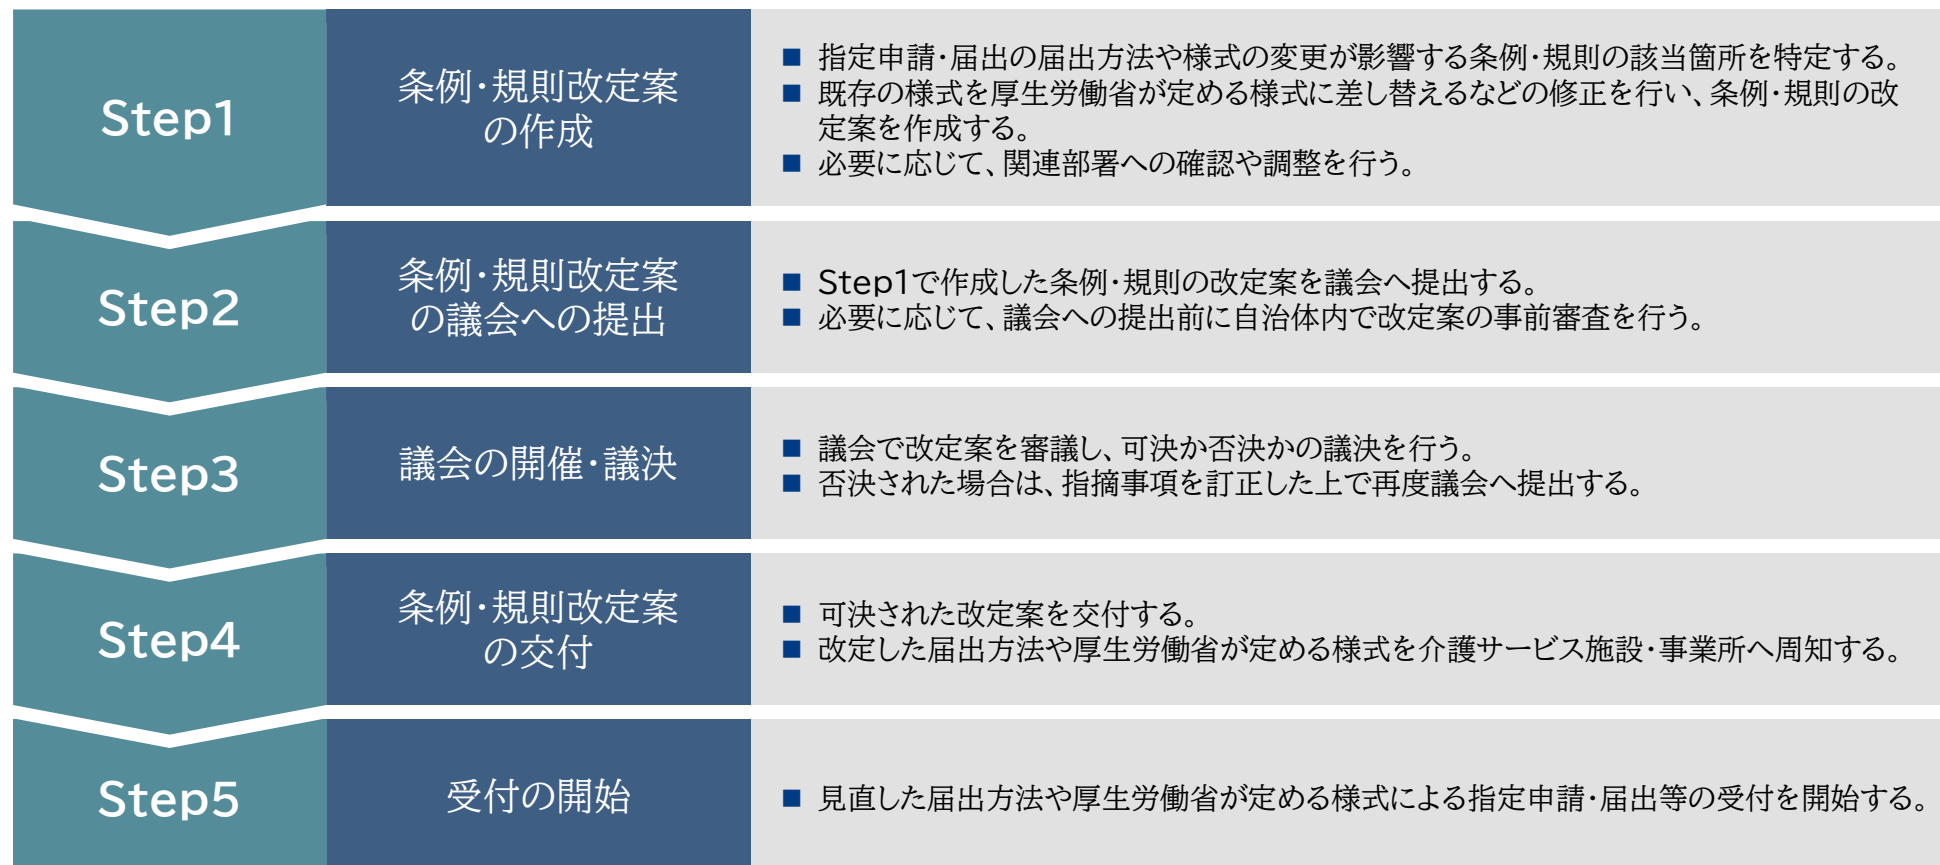 Step1
条例・規則改定案
の作成
■ 指定申請・届出の届出方法や様式の変更が影響する条例・規則の該当箇所を特定する。
■ 既存の様式を厚生労働省が定める様式に差し替えるなどの修正を行い、条例・規則の改
定案を作成する。
■ 必要に応じて、関連部署への確認や調整を行う。
Step2
条例・規則改定案
の議会への提出
■ Step1で作成した条例・規則の改定案を議会へ提出する。
■ 必要に応じて、議会への提出前に自治体内で改定案の事前審査を行う。
Step3
議会の開催・議決
■ 議会で改定案を審議し、可決か否決かの議決を行う。
■ 否決された場合は、指摘事項を訂正した上で再度議会へ提出する。
Step4
条例・規則改定案
の交付
■ 可決された改定案を交付する。
■ 改定した届出方法や厚生労働省が定める様式を介護サービス施設・事業所へ周知する。
Step5
受付の開始
■ 見直した届出方法や厚生労働省が定める様式による指定申請・届出等の受付を開始する。